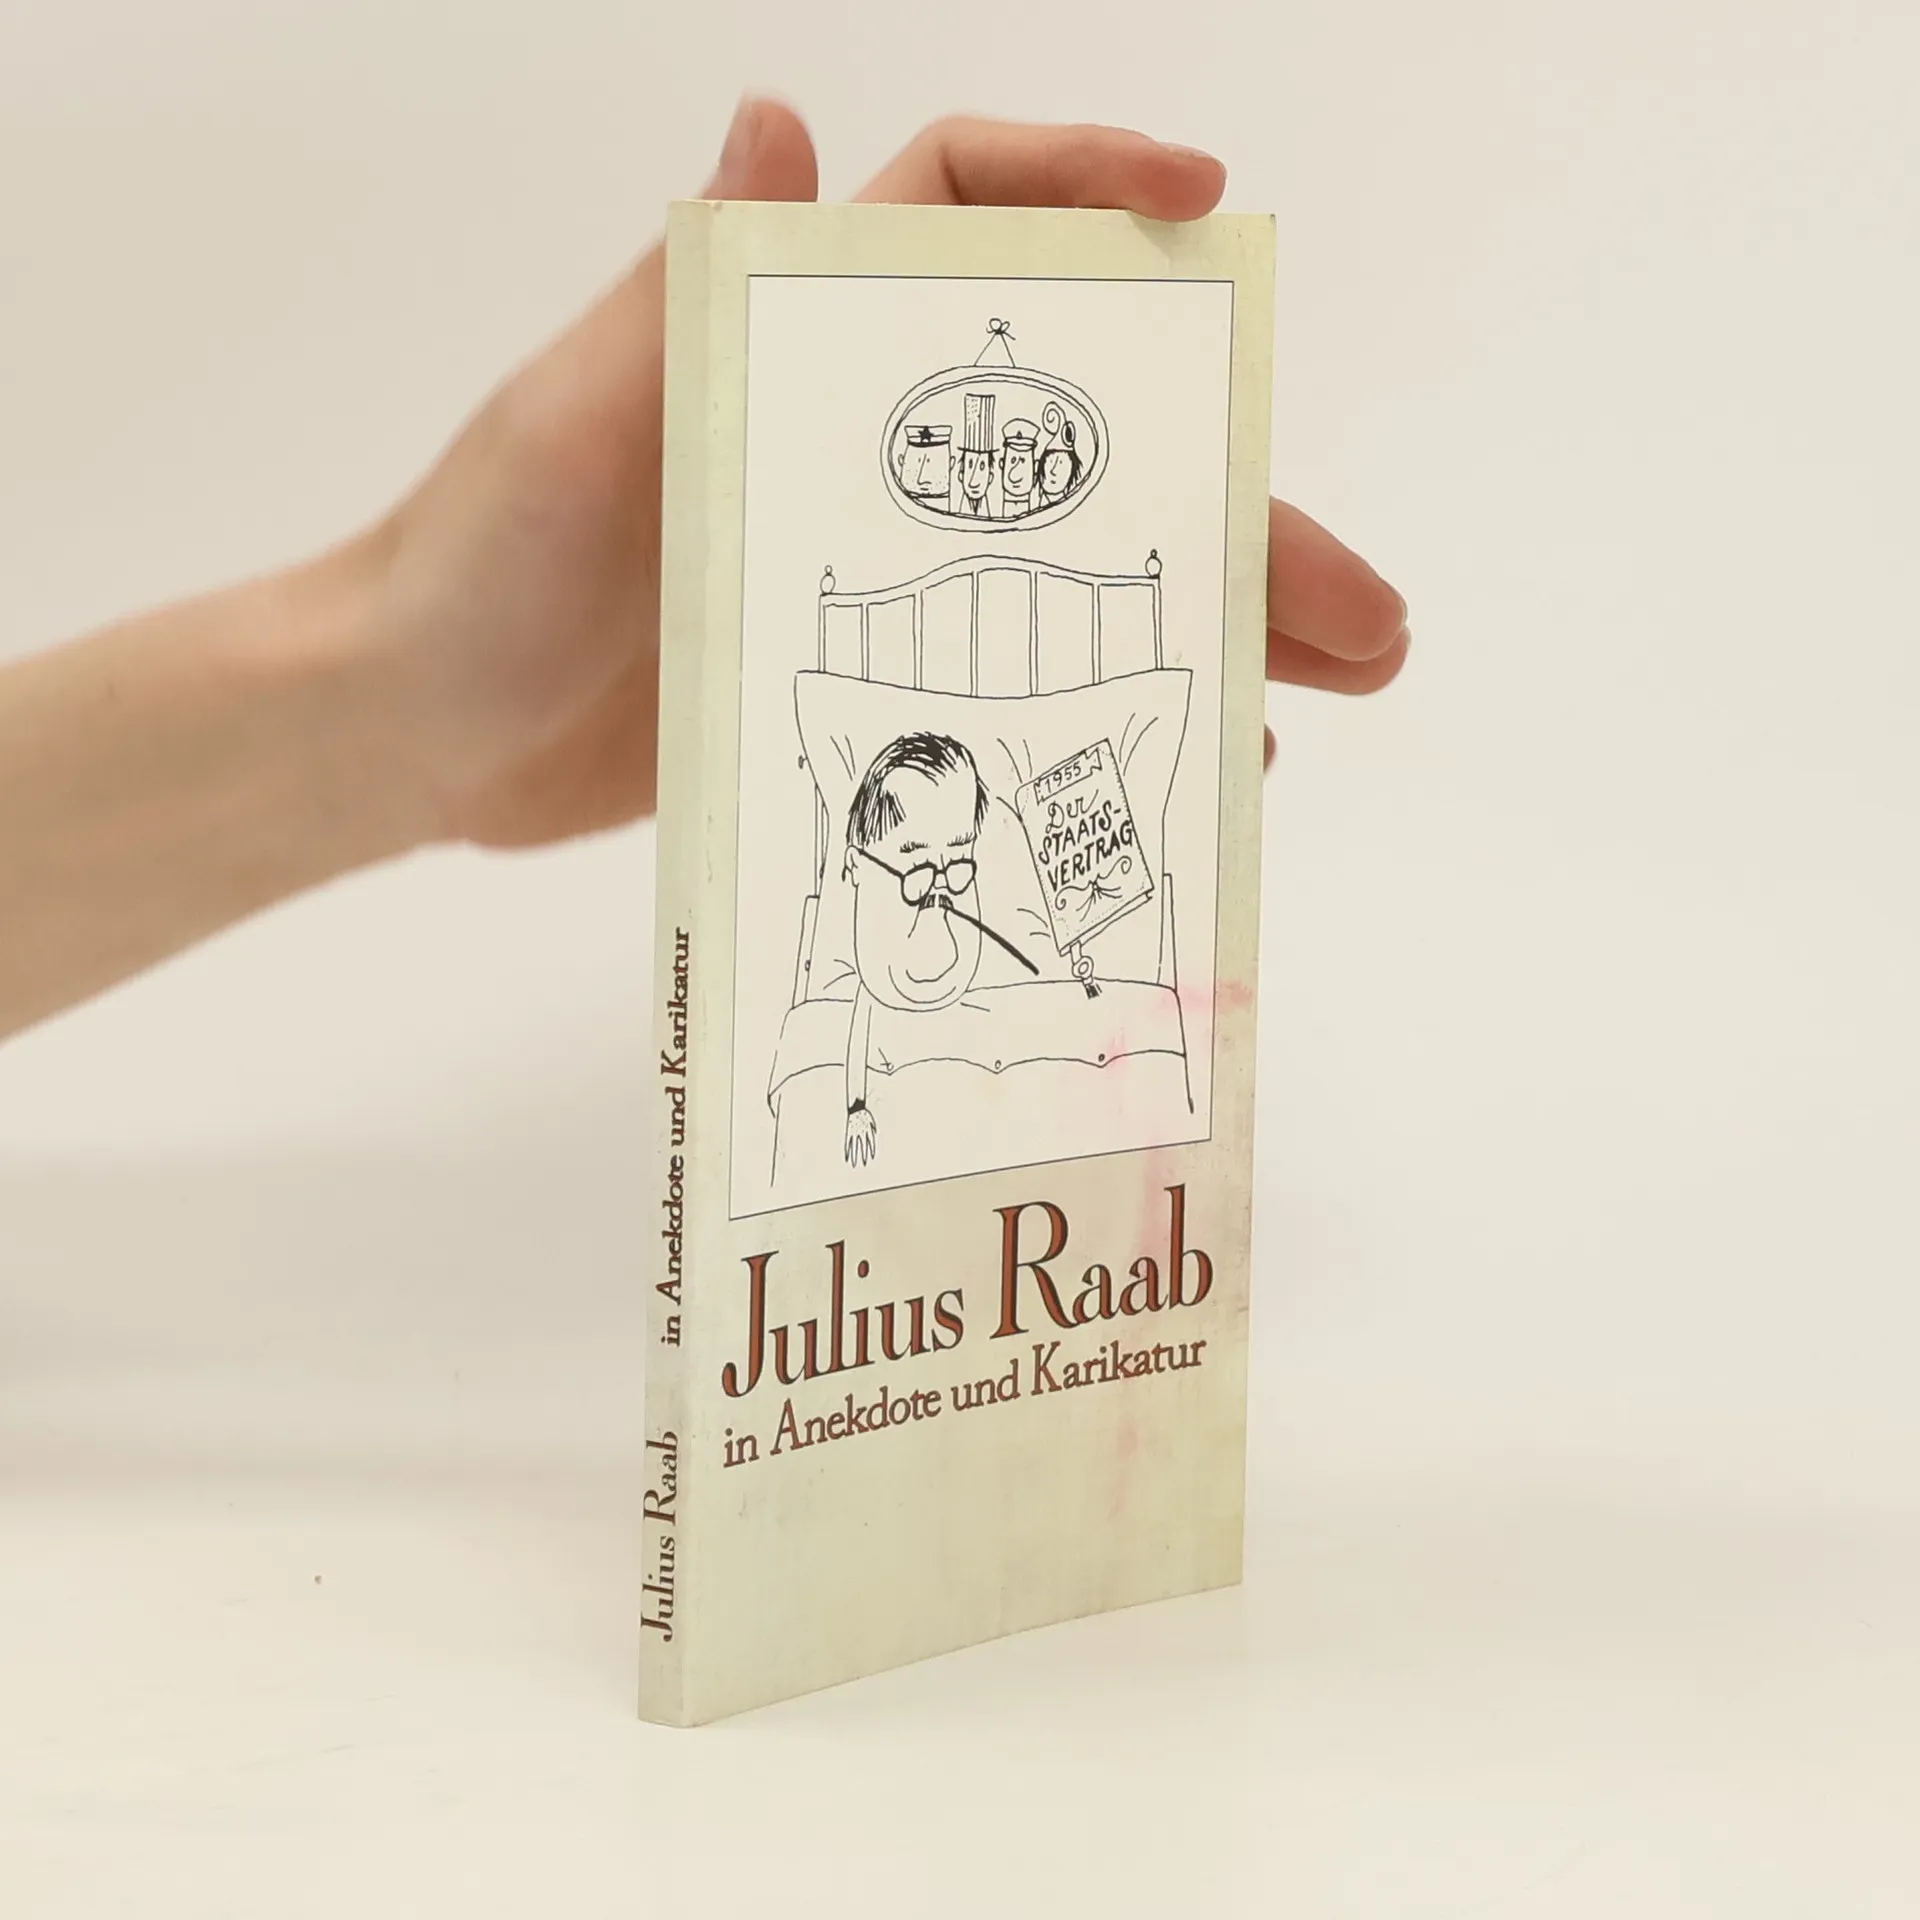 1955
Der
STAATS-
VERTRAG
Julius Raab
in Anekdote und Karikatur
Julius Raab in Anekdote und Karikatur